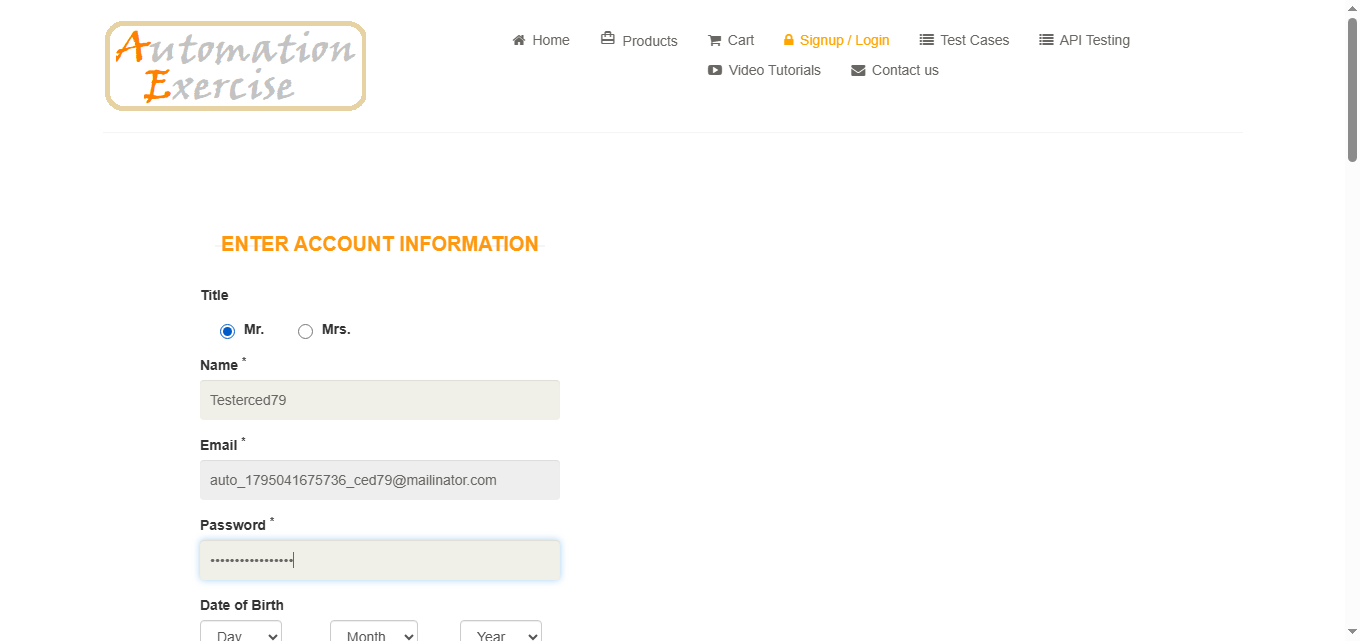 Automation
Exercise
Home Products Cart Signup / Login Test Cases API Testing
Video Tutorials Contact us
ENTER ACCOUNT INFORMATION
Title
Mr. Mrs.
Name *
Testerced79
Email *
auto_1795041675736_ced79@mailinator.com
Password *
•••••••••••••••••
Date of Birth
Day Month Year